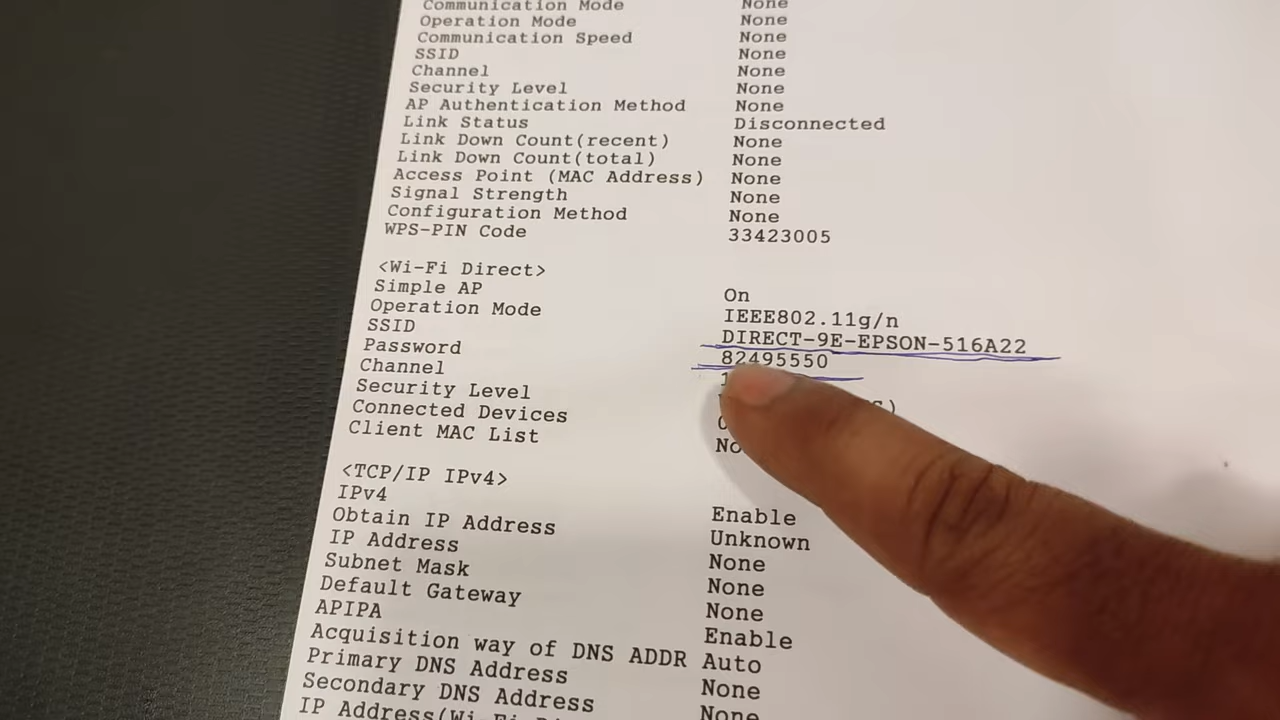 Communication Mode None
Operation Mode None
Communication Speed None
SSID None
Channel None
Security Level None
AP Authentication Method None
Link Status Disconnected
Link Down Count(recent) None
Link Down Count(total) None
Access Point (MAC Address) None
Signal Strength None
Configuration Method None
WPS-PIN Code 33423005
<Wi-Fi Direct>
Simple AP On
Operation Mode IEEE802.11g/n
SSID DIRECT-9E-EPSON-516A22
Password 82495550
Channel
Security Level
Connected Devices
Client MAC List
<TCP/IP IPv4>
IPv4 Enable
Obtain IP Address Unknown
IP Address None
Subnet Mask None
Default Gateway None
APIPA Enable
Acquisition way of DNS ADDR Auto
Primary DNS Address None
Secondary DNS Address None